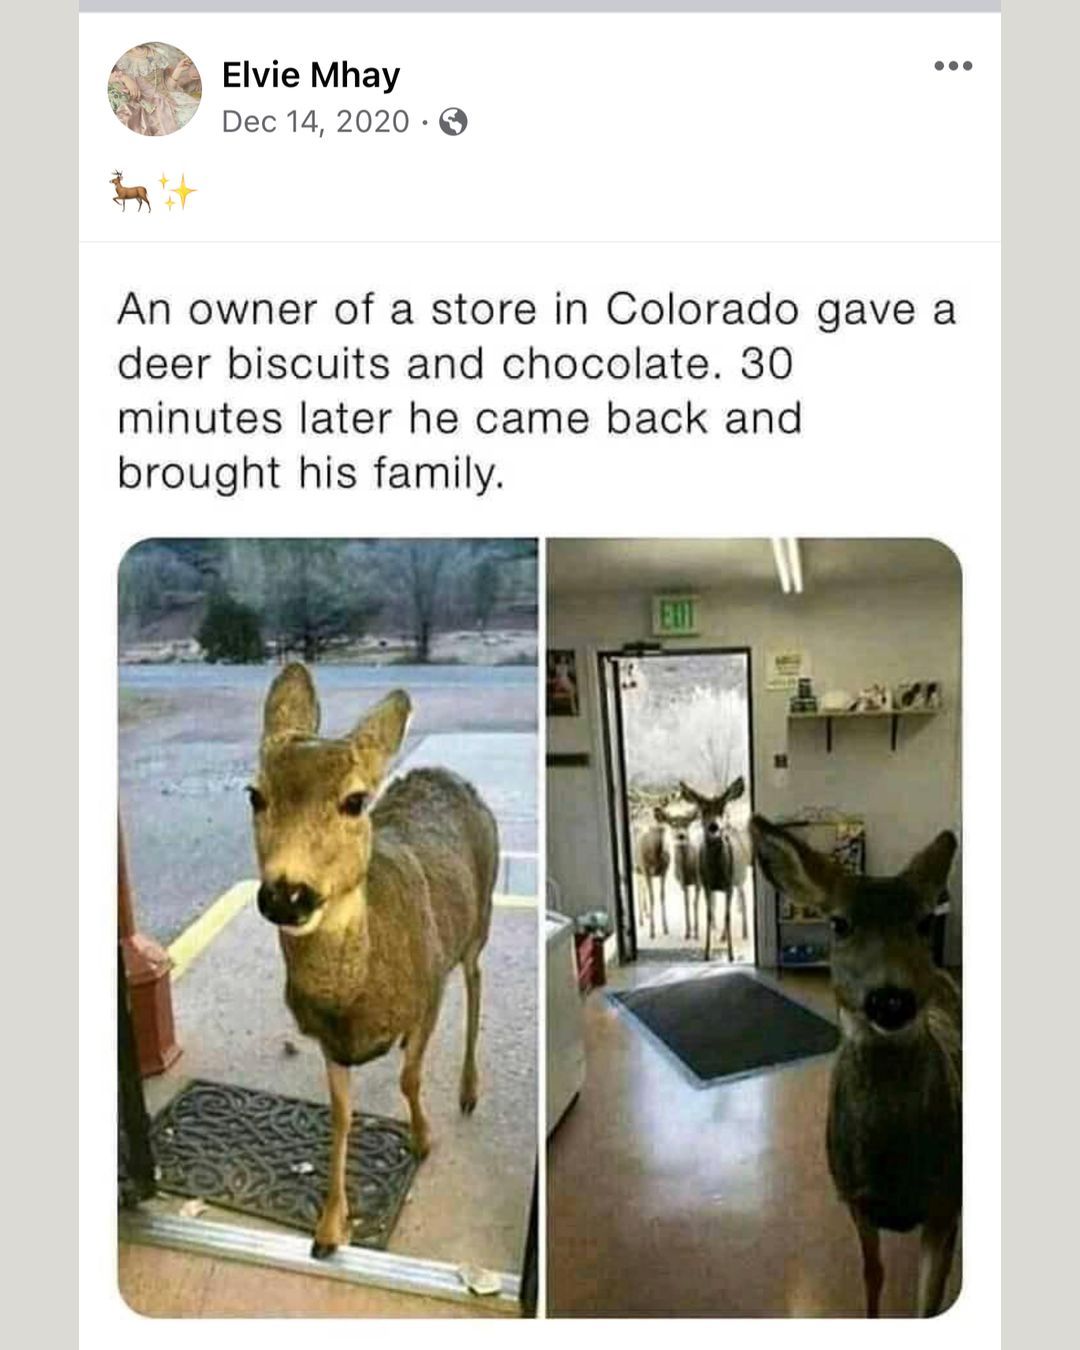 Elvie Mhay
Dec 14, 2020 ·
An owner of a store in Colorado gave a
deer biscuits and chocolate. 30
minutes later he came back and
brought his family.
EXIT